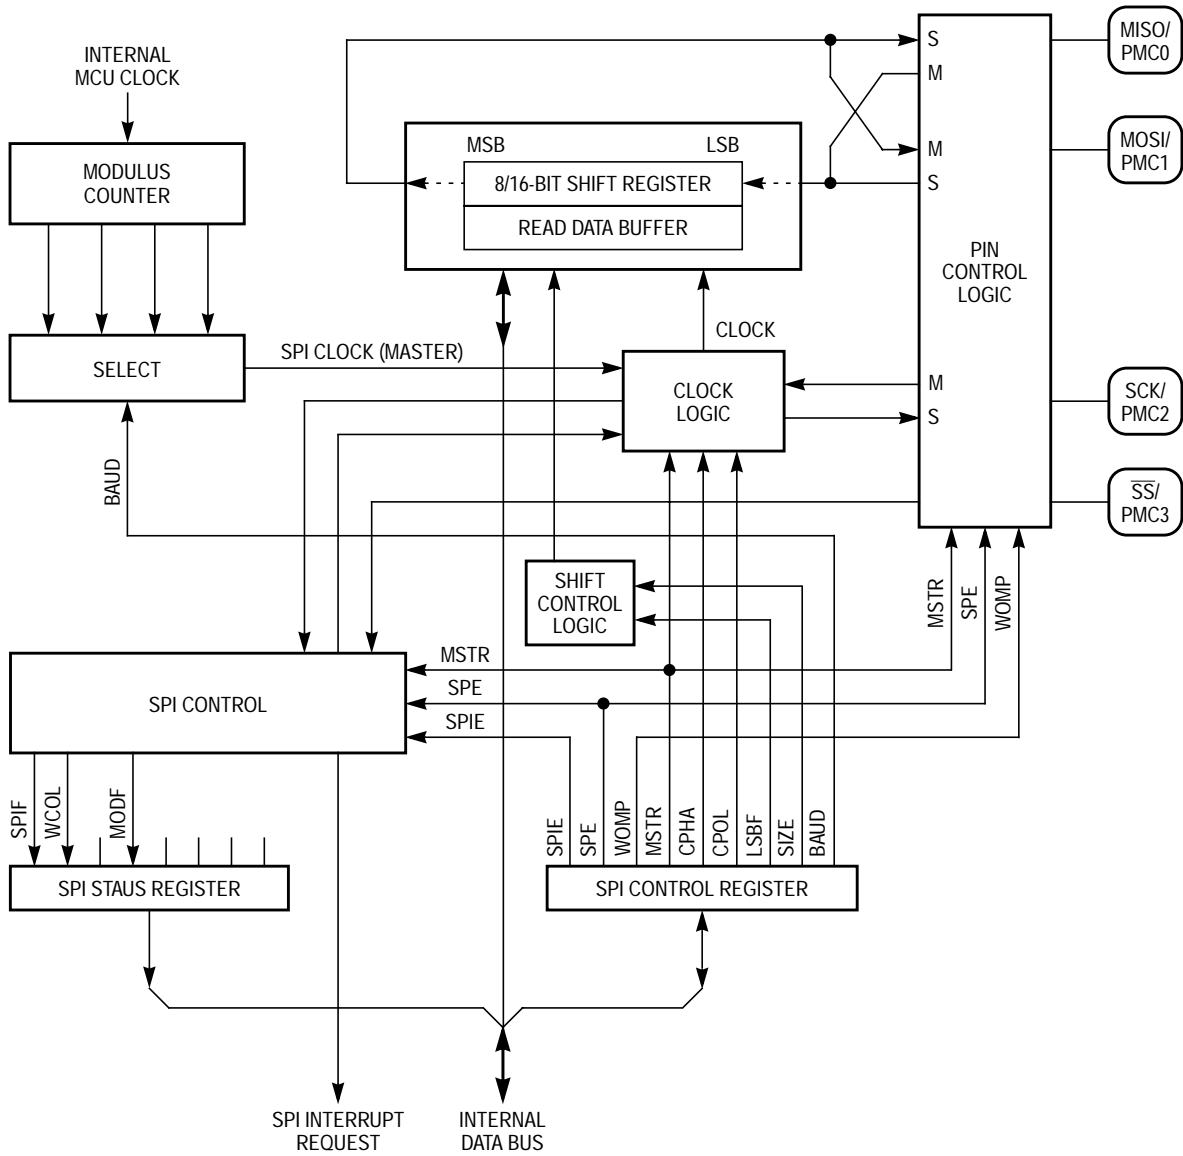 INTERNAL
MCU CLOCK
MODULUS
COUNTER
SELECT
BAUD
SPI CLOCK (MASTER)
MSB
LSB
8/16-BIT SHIFT REGISTER
READ DATA BUFFER
CLOCK
CLOCK
LOGIC
S
M
M
S
M
S
PIN
CONTROL
LOGIC
MISO/
PMC0
MOSI/
PMC1
SCK/
PMC2
SS/
PMC3
MSTR
SPE
WOMP
SHIFT
CONTROL
LOGIC
SPI CONTROL
MSTR
SPE
SPIE
SPIF
WCOL
MODF
SPI STAUS REGISTER
SPIE
SPE
WOMP
MSTR
CPHA
CPOL
LSBF
SIZE
BAUD
SPI CONTROL REGISTER
SPI INTERRUPT
REQUEST
INTERNAL
DATA BUS